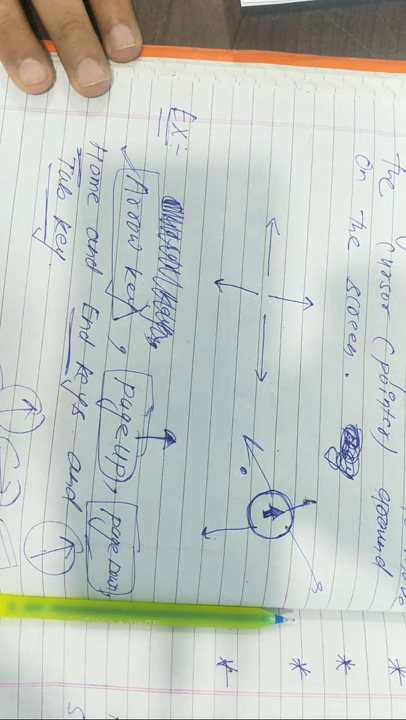 the cursor (pointer) around
on the screen.
Ex:-
Arrow key, page up, page down
Home and End keys and
Tab key.